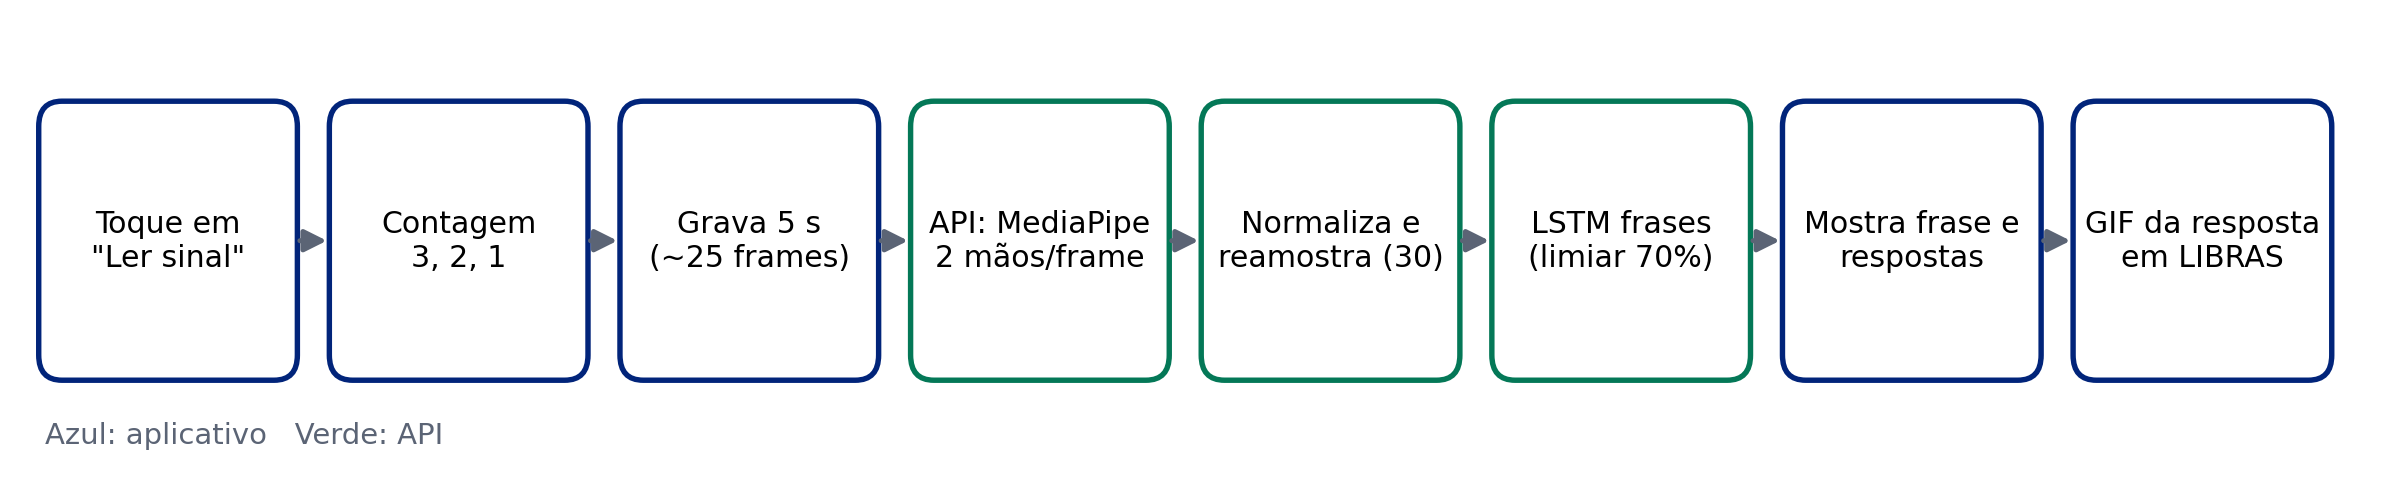 Toque em
"Ler sinal"
Contagem
3, 2, 1
Grava 5 s
(~25 frames)
API: MediaPipe
2 mãos/frame
Normaliza e
reamostra (30)
LSTM frases
(limiar 70%)
Mostra frase e
respostas
GIF da resposta
em LIBRAS
Azul: aplicativo   Verde: API